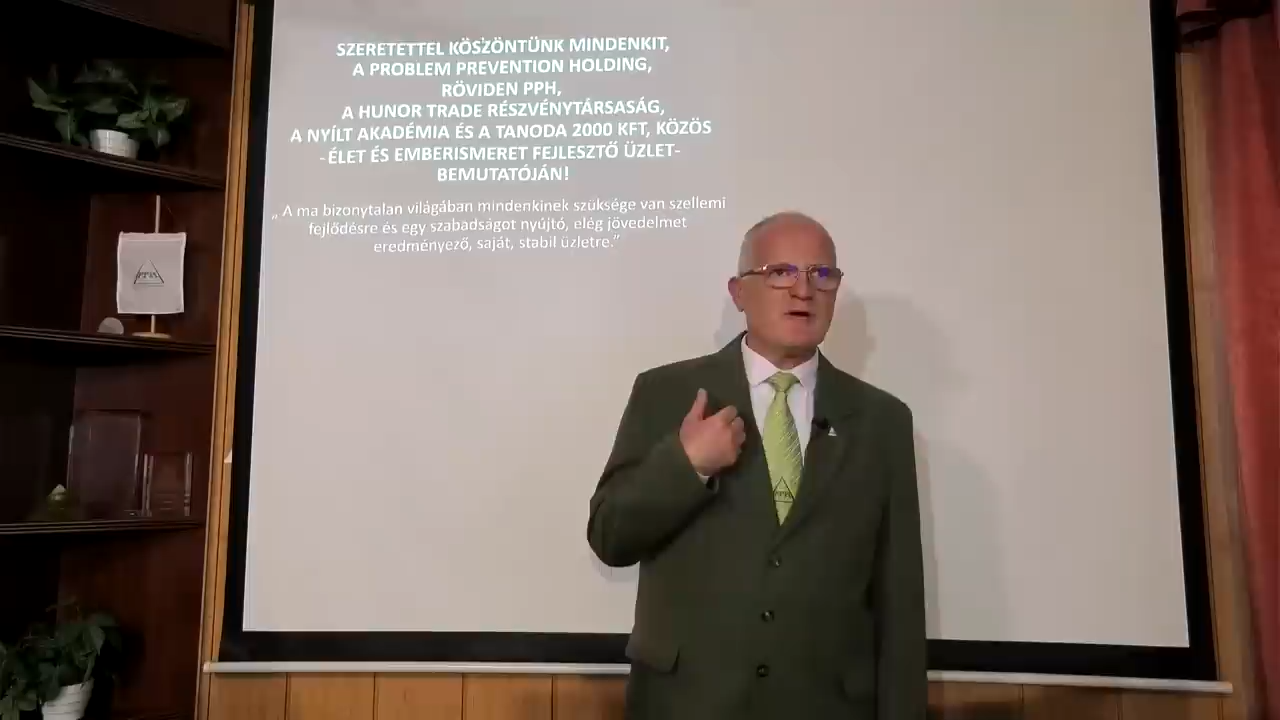 SZERETETTEL KÖSZÖNTÜNK MINDENKIT,
A PROBLEM PREVENTION HOLDING,
RÖVIDEN PPH,
A HUNOR TRADE RÉSZVÉNYTÁRSASÁG,
A NYÍLT AKADÉMIA ÉS A TANODA 2000 KFT, KÖZÖS
-ÉLET ÉS EMBERISMERET FEJLESZTŐ ÜZLET-
BEMUTATÓJÁN!
„ A ma bizonytalan világában mindenkinek szüksége van szellemi
fejlődésre és egy szabadságot nyújtó, elég jövedelmet
eredményező, saját, stabil üzletre.”